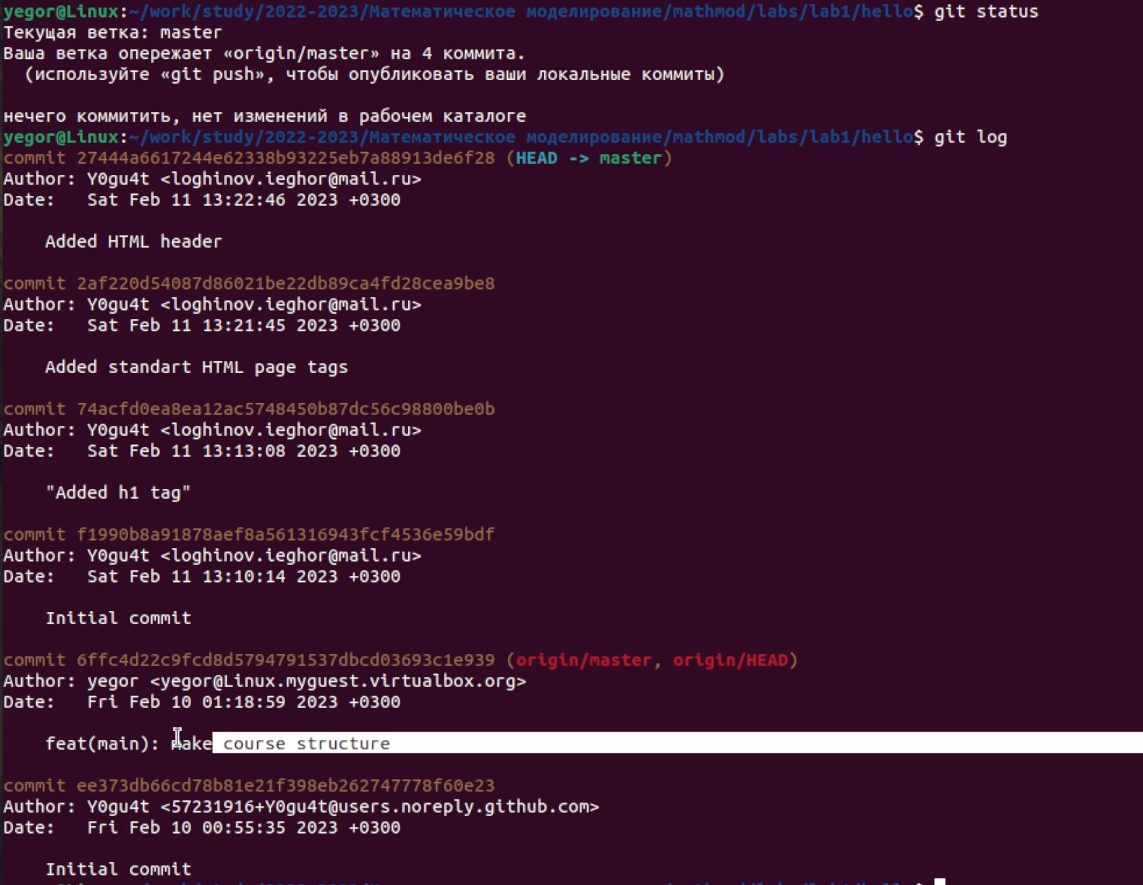 yegor@Linux:~/work/study/2022-2023/Математическое моделирование/mathmod/labs/lab1/hello$ git status
Текущая ветка: master
Ваша ветка опережает «origin/master» на 4 коммита.
  (используйте «git push», чтобы опубликовать ваши локальные коммиты)

нечего коммитить, нет изменений в рабочем каталоге
yegor@Linux:~/work/study/2022-2023/Математическое моделирование/mathmod/labs/lab1/hello$ git log
commit 27444a6617244e62338b93225eb7a88913de6f28 (HEAD -> master)
Author: Y0gu4t <loghinov.ieghor@mail.ru>
Date:   Sat Feb 11 13:22:46 2023 +0300

    Added HTML header

commit 2af220d54087d86021be22db89ca4fd28cea9be8
Author: Y0gu4t <loghinov.ieghor@mail.ru>
Date:   Sat Feb 11 13:21:45 2023 +0300

    Added standart HTML page tags

commit 74acfd0ea8ea12ac5748450b87dc56c98800be0b
Author: Y0gu4t <loghinov.ieghor@mail.ru>
Date:   Sat Feb 11 13:13:08 2023 +0300

    "Added h1 tag"

commit f1990b8a91878aef8a561316943fcf4536e59bdf
Author: Y0gu4t <loghinov.ieghor@mail.ru>
Date:   Sat Feb 11 13:10:14 2023 +0300

    Initial commit

commit 6ffc4d22c9fcd8d5794791537dbcd03693c1e939 (origin/master, origin/HEAD)
Author: yegor <yegor@Linux.myguest.virtualbox.org>
Date:   Fri Feb 10 01:18:59 2023 +0300

    feat(main): make course structure

commit ee373db66cd78b81e21f398eb262747778f60e23
Author: Y0gu4t <57231916+Y0gu4t@users.noreply.github.com>
Date:   Fri Feb 10 00:55:35 2023 +0300

    Initial commit